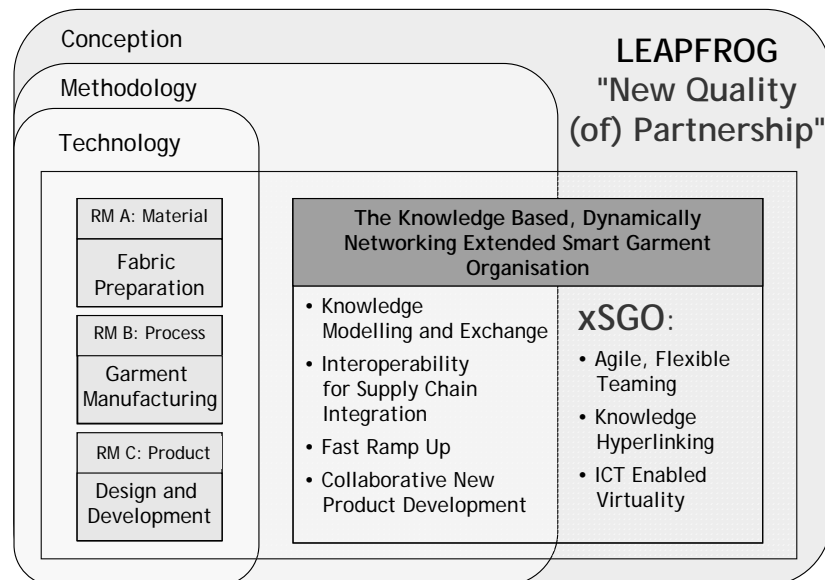 Conception
LEAPFROG
"New Quality
(of) Partnership"
Methodology
Technology
RM A: Material
Fabric
Preparation
RM B: Process
Garment
Manufacturing
RM C: Product
Design and
Development
The Knowledge Based, Dynamically
Networking Extended Smart Garment
Organisation
• Knowledge
Modelling and Exchange
• Interoperability
for Supply Chain
Integration
• Fast Ramp Up
• Collaborative New
Product Development
xSGO:
• Agile, Flexible
Teaming
• Knowledge
Hyperlinking
• ICT Enabled
Virtuality